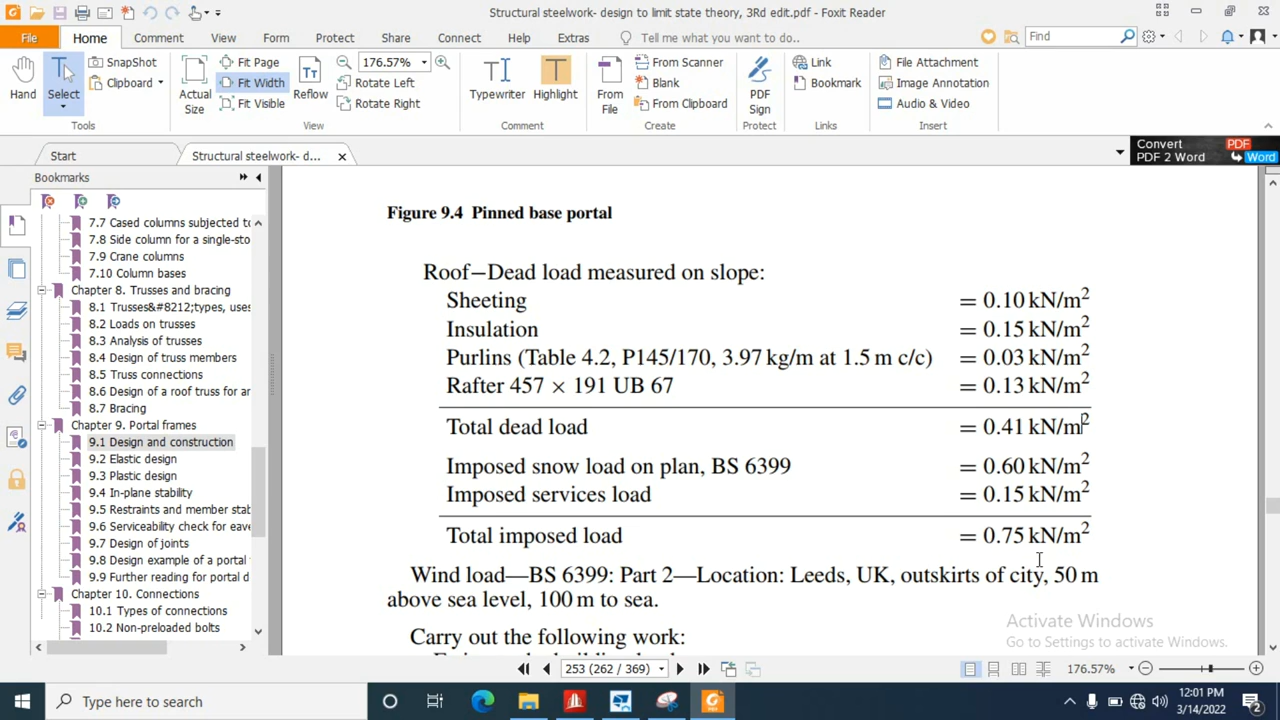 Structural steelwork- design to limit state theory, 3Rd edit.pdf - Foxit Reader
File Home Comment View Form Protect Share Connect Help Extras Tell me what you want to do... Find
Hand Select SnapShot Clipboard Actual Size Fit Page Fit Width Fit Visible Reflow 176.57% Rotate Left Rotate Right Typewriter Highlight From File From Scanner Blank From Clipboard PDF Sign Link Bookmark File Attachment Image Annotation Audio & Video
Tools View Comment Create Protect Links Insert
Start Structural steelwork- d...
Convert PDF
PDF 2 Word Word
Bookmarks
7.7 Cased columns subjected to
7.8 Side column for a single-sto
7.9 Crane columns
7.10 Column bases
Chapter 8. Trusses and bracing
8.1 Trusses&#8212;types, uses
8.2 Loads on trusses
8.3 Analysis of trusses
8.4 Design of truss members
8.5 Truss connections
8.6 Design of a roof truss for an
8.7 Bracing
Chapter 9. Portal frames
9.1 Design and construction
9.2 Elastic design
9.3 Plastic design
9.4 In-plane stability
9.5 Restraints and member stab
9.6 Serviceability check for eave
9.7 Design of joints
9.8 Design example of a portal
9.9 Further reading for portal d
Chapter 10. Connections
10.1 Types of connections
10.2 Non-preloaded bolts
Figure 9.4 Pinned base portal
Roof–Dead load measured on slope:
Sheeting = 0.10 kN/m²
Insulation = 0.15 kN/m²
Purlins (Table 4.2, P145/170, 3.97 kg/m at 1.5 m c/c) = 0.03 kN/m²
Rafter 457 × 191 UB 67 = 0.13 kN/m²
Total dead load = 0.41 kN/m²
Imposed snow load on plan, BS 6399 = 0.60 kN/m²
Imposed services load = 0.15 kN/m²
Total imposed load = 0.75 kN/m²
Wind load—BS 6399: Part 2—Location: Leeds, UK, outskirts of city, 50 m
above sea level, 100 m to sea.
Carry out the following work:
Activate Windows
Go to Settings to activate Windows.
253 (262 / 369) 176.57%
Type here to search
12:01 PM
3/14/2022
2